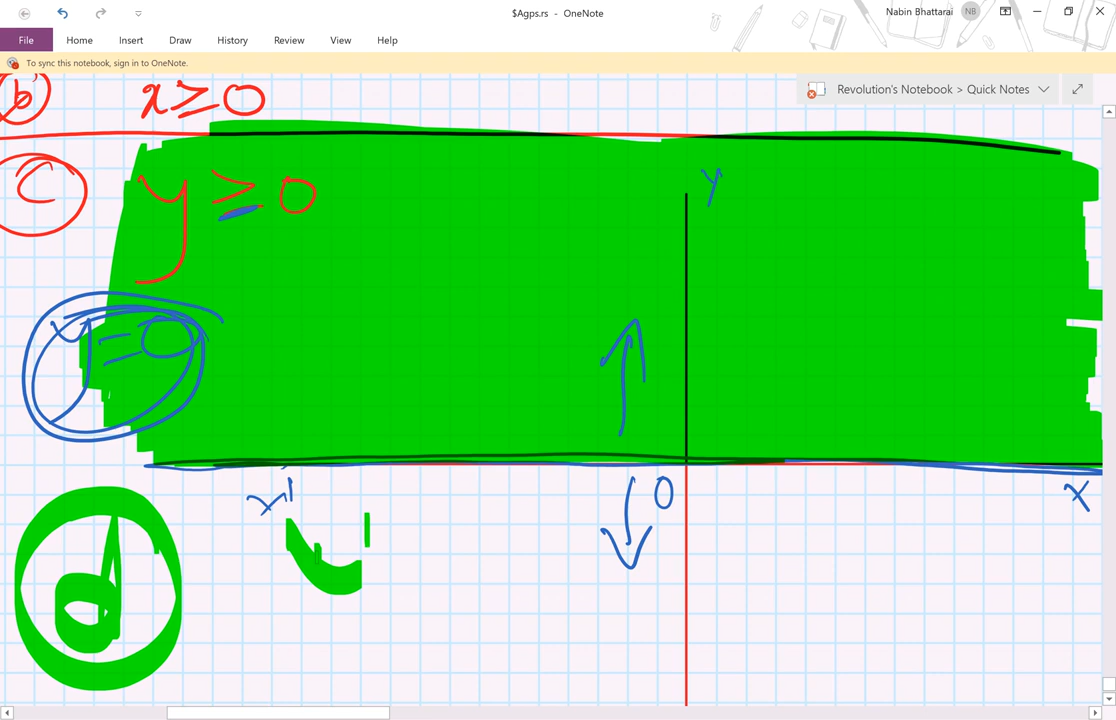 $Agps.rs — OneNote
Nabin Bhattarai NB
File Home Insert Draw History Review View Help
To sync this notebook, sign in to OneNote.
Revolution's Notebook > Quick Notes
b x ≥ 0
c y ≥ 0
Y
y = 0
X' 0 X
d